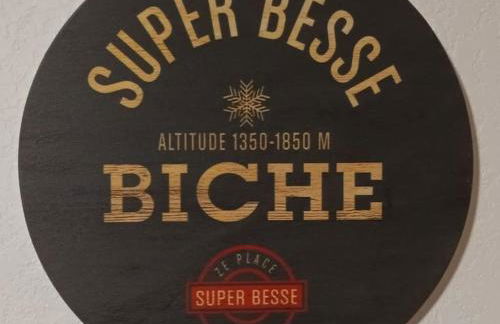 SUPER BESSE
ALTITUDE 1350-1850 M
BICHE
ZE PLACE
SUPER BESSE